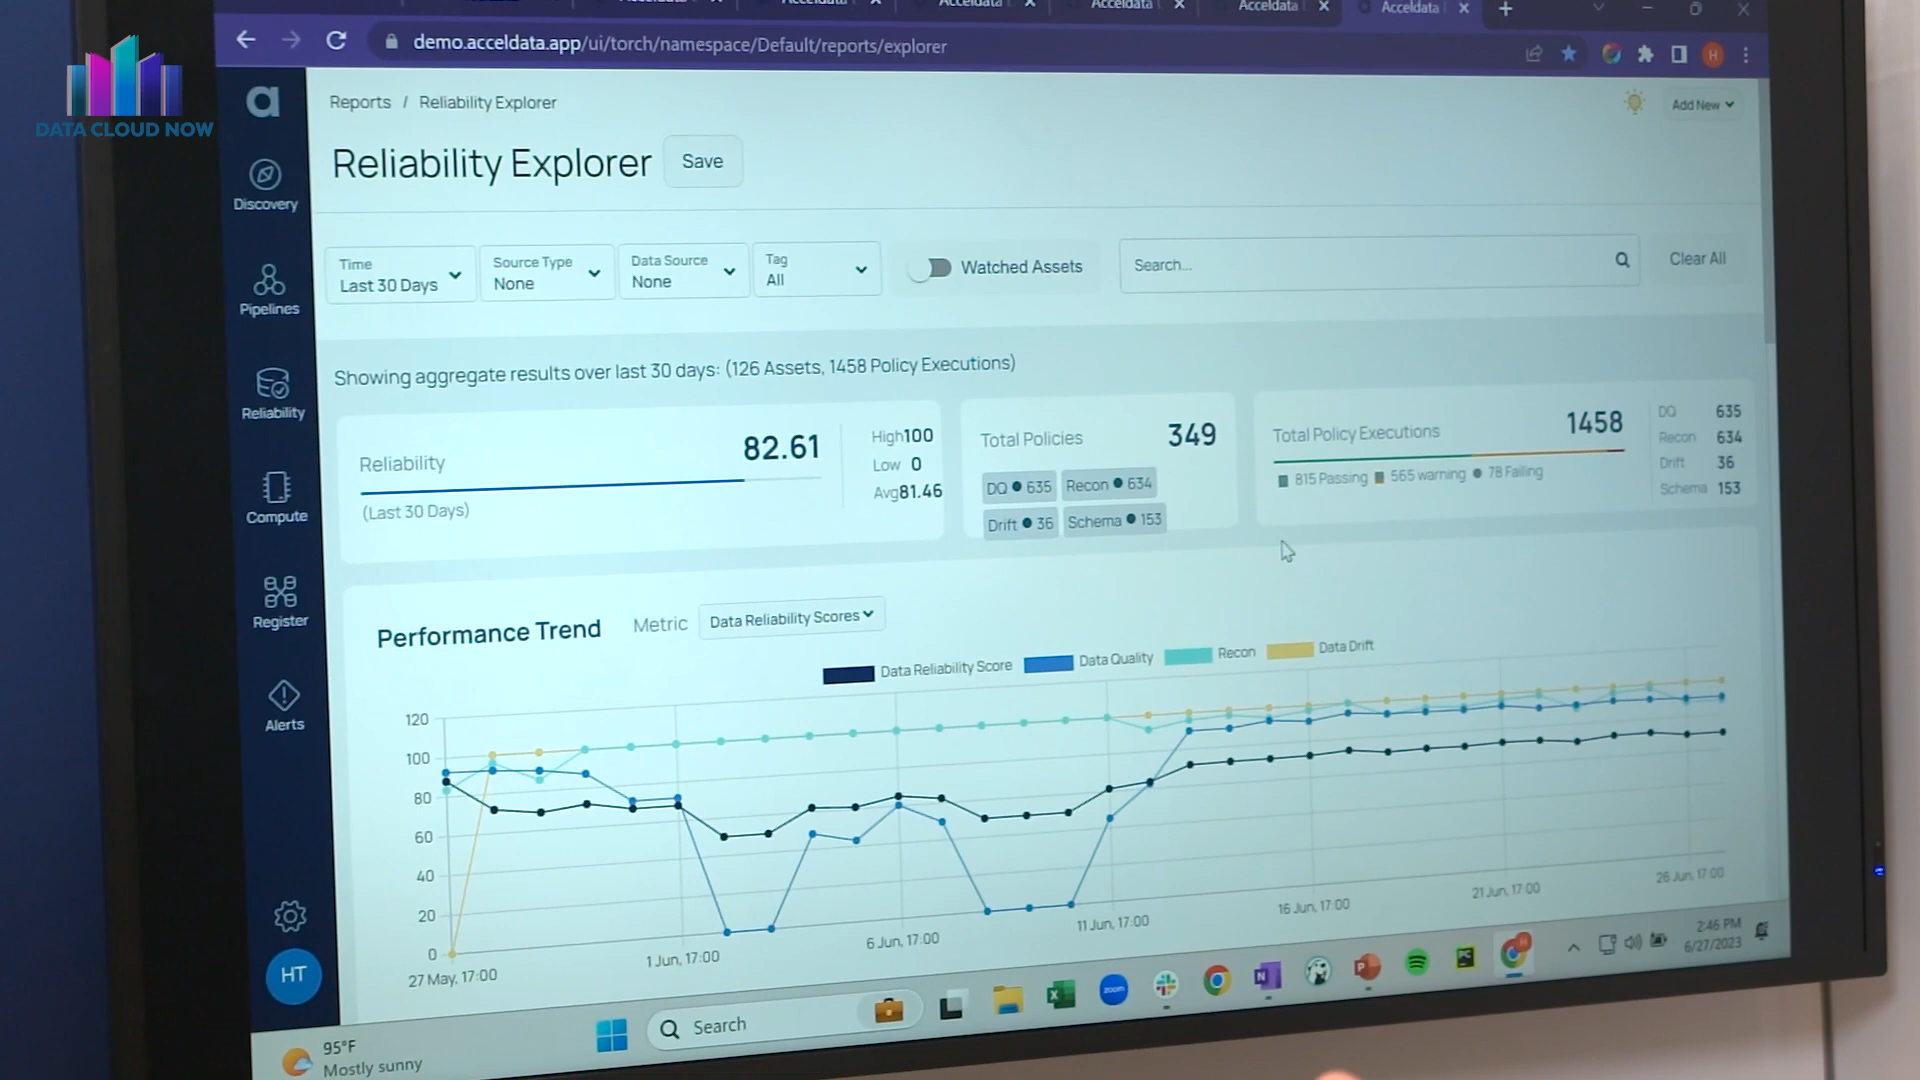 Acceldata
Acceldata
Acceldata
Acceldata
Acceldata
Acceldata
demo.acceldata.app/ui/torch/namespace/Default/reports/explorer
H
DATA CLOUD NOW
a
Reports / Reliability Explorer
Add New
Reliability Explorer
Save
Discovery
Time
Last 30 Days
Source Type
None
Data Source
None
Tag
All
Watched Assets
Search...
Clear All
Pipelines
Showing aggregate results over last 30 days: (126 Assets, 1458 Policy Executions)
Reliability
Reliability
82.61
(Last 30 Days)
High 100
Low 0
Avg 81.46
Total Policies
349
DQ 635
Recon 634
Drift 36
Schema 153
Total Policy Executions
1458
815 Passing 565 warning 78 Failing
DQ 635
Recon 634
Drift 36
Schema 153
Compute
Register
Alerts
HT
Performance Trend
Metric
Data Reliability Scores
Data Reliability Score Data Quality Recon Data Drift
120
100
80
60
40
20
0
27 May, 17:00
1 Jun, 17:00
6 Jun, 17:00
11 Jun, 17:00
16 Jun, 17:00
21 Jun, 17:00
26 Jun, 17:00
95°F
Mostly sunny
Search
zoom
N
P
PC
H
2:46 PM
6/27/2023